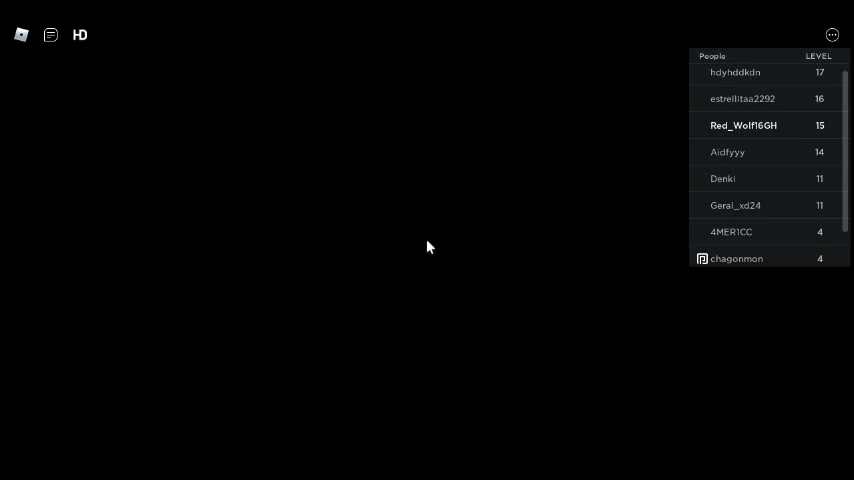 HD
People LEVEL
hdyhddkdn 17
estrellitaa2292 16
Red_Wolf16GH 15
Aidfyyy 14
Denki 11
Geral_xd24 11
4MER1CC 4
chagonmon 4